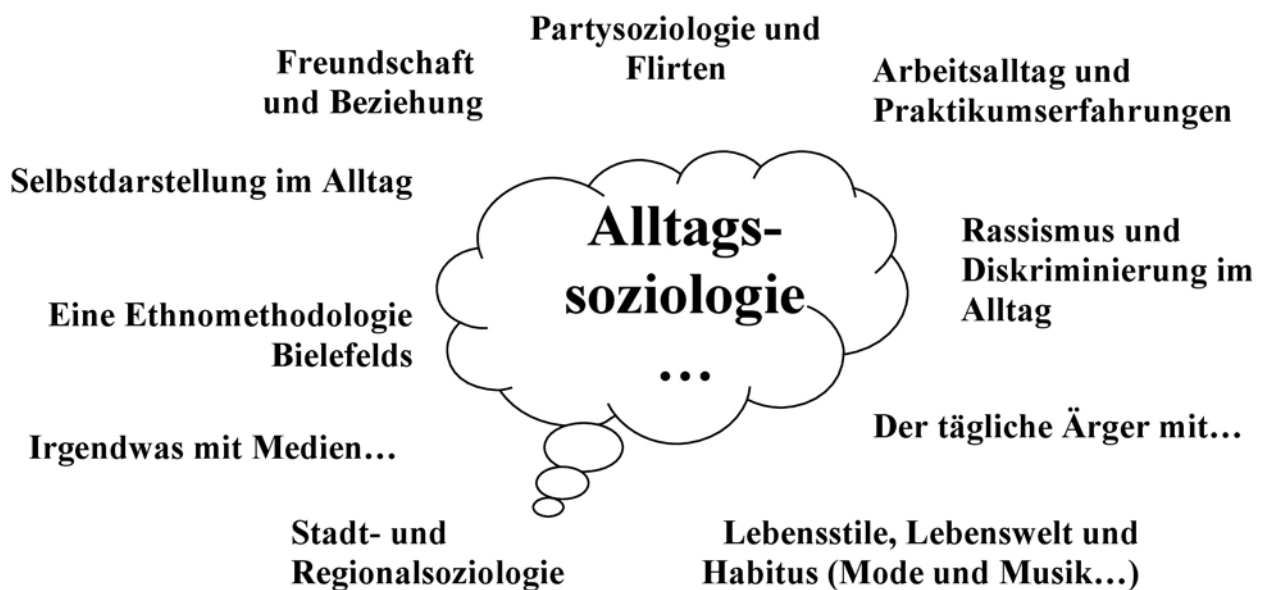 Partysoziologie und
Flirten
Freundschaft
und Beziehung
Arbeitsalltag und
Praktikumserfahrungen
Selbstdarstellung im Alltag
Alltags-
soziologie
…
Rassismus und
Diskriminierung im
Alltag
Eine Ethnomethodologie
Bielefelds
Der tägliche Ärger mit…
Irgendwas mit Medien…
Stadt- und
Regionalsoziologie
Lebensstile, Lebenswelt und
Habitus (Mode und Musik…)